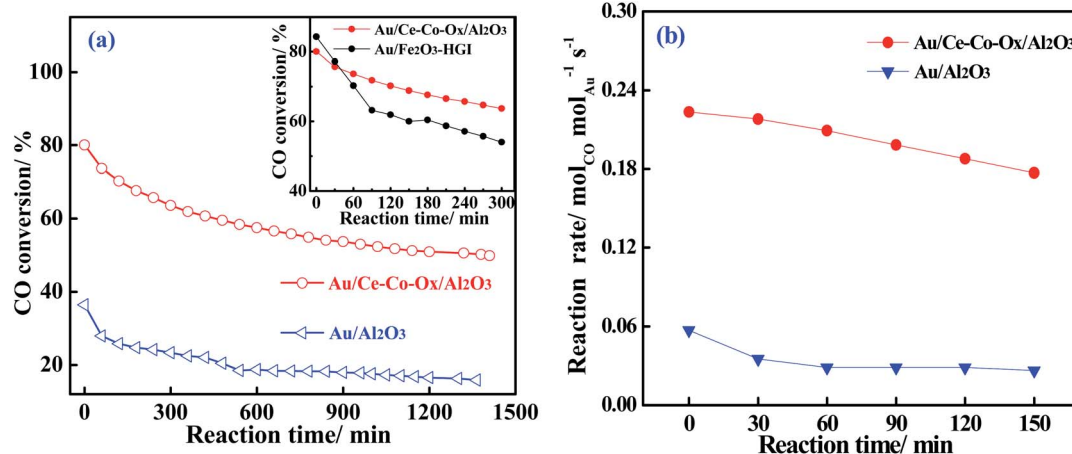 (a)
CO conversion/ %
100
80
60
40
20
0
300
600
900
1200
1500
Reaction time/ min
Au/Ce-Co-Ox/Al2O3
Au/Al2O3
CO conversion/ %
80
60
40
0
60
120
180
240
300
Reaction time/ min
Au/Ce-Co-Ox/Al2O3
Au/Fe2O3-HGI
(b)
Reaction rate/ mol_CO mol_Au^-1 s^-1
0.30
0.24
0.18
0.12
0.06
0.00
0
30
60
90
120
150
Reaction time/ min
Au/Ce-Co-Ox/Al2O3
Au/Al2O3